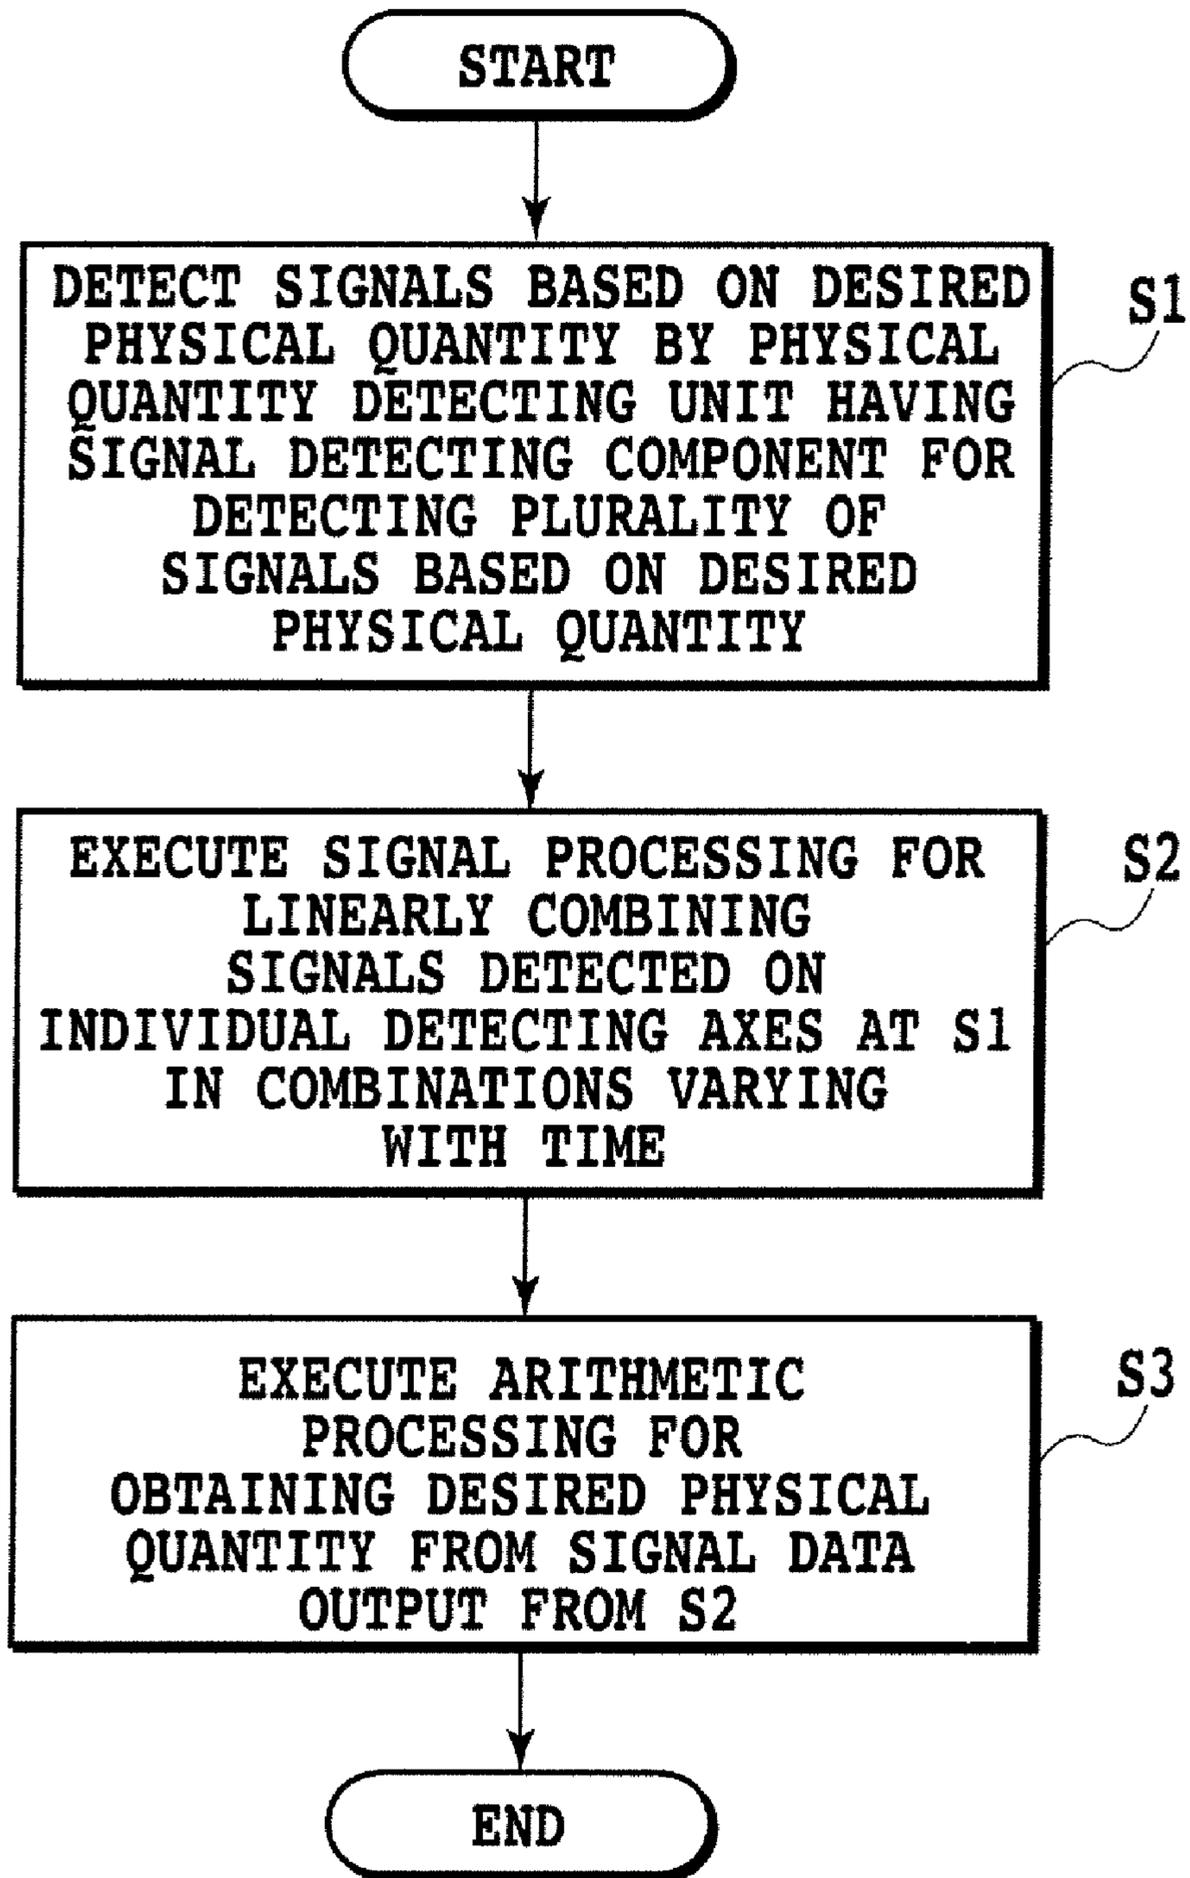 START
DETECT SIGNALS BASED ON DESIRED
PHYSICAL QUANTITY BY PHYSICAL
QUANTITY DETECTING UNIT HAVING
SIGNAL DETECTING COMPONENT FOR
DETECTING PLURALITY OF
SIGNALS BASED ON DESIRED
PHYSICAL QUANTITY
S1
EXECUTE SIGNAL PROCESSING FOR
LINEARLY COMBINING
SIGNALS DETECTED ON
INDIVIDUAL DETECTING AXES AT S1
IN COMBINATIONS VARYING
WITH TIME
S2
EXECUTE ARITHMETIC
PROCESSING FOR
OBTAINING DESIRED PHYSICAL
QUANTITY FROM SIGNAL DATA
OUTPUT FROM S2
S3
END